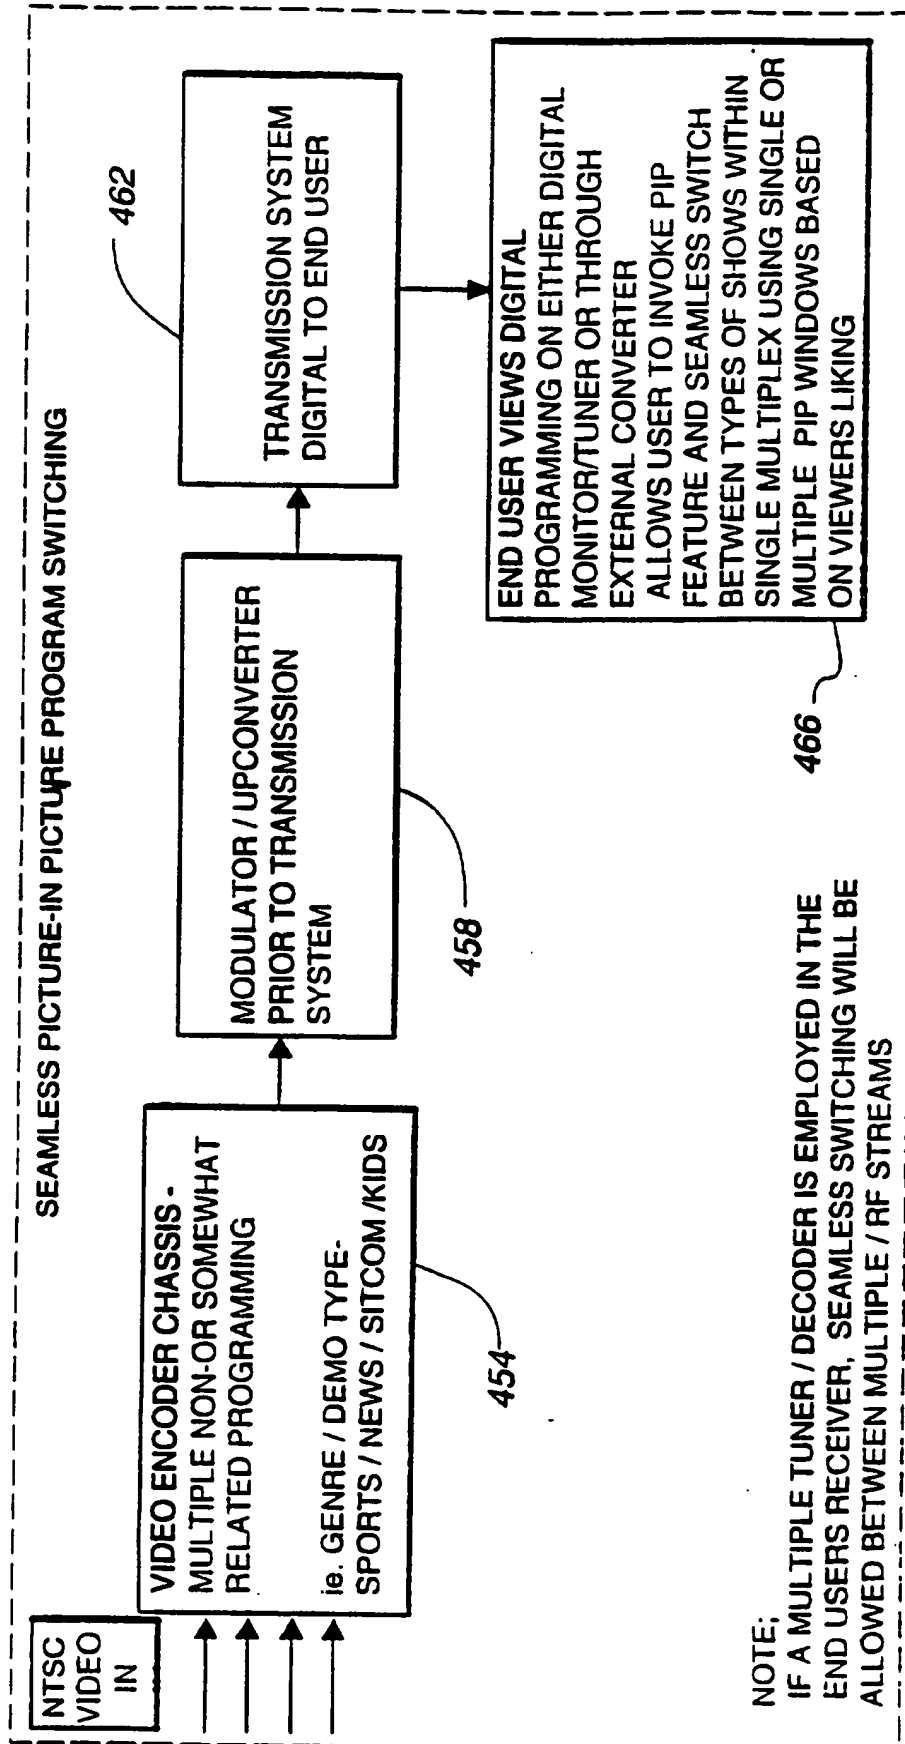 SEAMLESS PICTURE-IN PICTURE PROGRAM SWITCHING
NTSC
VIDEO
IN
VIDEO ENCODER CHASSIS -
MULTIPLE NON-OR SOMEWHAT
RELATED PROGRAMMING
ie. GENRE / DEMO TYPE-
SPORTS / NEWS / SITCOM /KIDS
454
MODULATOR / UPCONVERTER
PRIOR TO TRANSMISSION
SYSTEM
458
TRANSMISSION SYSTEM
DIGITAL TO END USER
462
END USER VIEWS DIGITAL
PROGRAMMING ON EITHER DIGITAL
MONITOR/TUNER OR THROUGH
EXTERNAL CONVERTER
ALLOWS USER TO INVOKE PIP
FEATURE AND SEAMLESS SWITCH
BETWEEN TYPES OF SHOWS WITHIN
SINGLE MULTIPLEX USING SINGLE OR
MULTIPLE PIP WINDOWS BASED
ON VIEWERS LIKING
466
NOTE;
IF A MULTIPLE TUNER / DECODER IS EMPLOYED IN THE
END USERS RECEIVER, SEAMLESS SWITCHING WILL BE
ALLOWED BETWEEN MULTIPLE / RF STREAMS